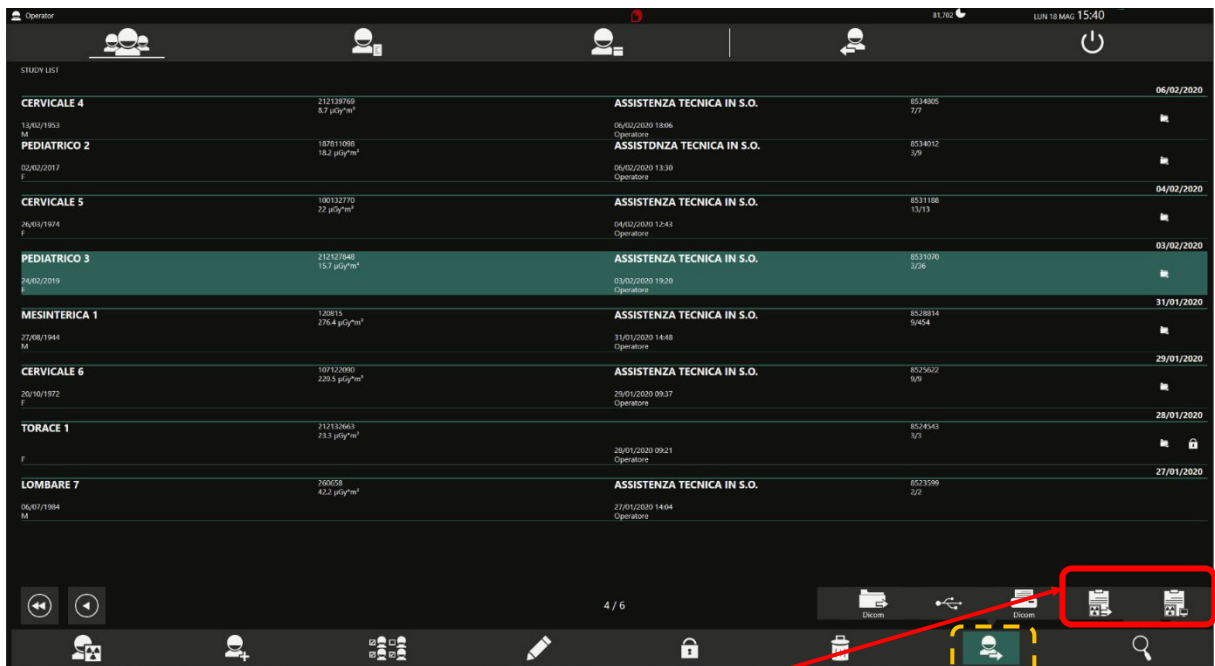 Operator
81,702
LUN 18 MAG 15:40
STUDY LIST
06/02/2020
CERVICALE 4 212139769 ASSISTENZA TECNICA IN S.O. 8534805
8.7 µGy*m² 7/7
13/02/1953 06/02/2020 18:06
M Operatore
PEDIATRICO 2 187811098 ASSISTDNZA TECNICA IN S.O. 8534012
18.2 µGy*m² 3/9
02/02/2017 06/02/2020 13:30
F Operatore
04/02/2020
CERVICALE 5 100132770 ASSISTENZA TECNICA IN S.O. 8531188
22 µGy*m² 13/13
26/03/1974 04/02/2020 12:43
F Operatore
03/02/2020
PEDIATRICO 3 212127848 ASSISTENZA TECNICA IN S.O. 8531070
15.7 µGy*m² 3/36
24/02/2019 03/02/2020 19:20
F Operatore
31/01/2020
MESINTERICA 1 120815 ASSISTENZA TECNICA IN S.O. 8528814
276.4 µGy*m² 9/454
27/08/1944 31/01/2020 14:48
M Operatore
29/01/2020
CERVICALE 6 107122090 ASSISTENZA TECNICA IN S.O. 8525622
229.5 µGy*m² 9/9
20/10/1972 29/01/2020 09:37
F Operatore
28/01/2020
TORACE 1 212132663 8524543
23.3 µGy*m² 3/3
28/01/2020 09:21
F Operatore
27/01/2020
LOMBARE 7 260658 ASSISTENZA TECNICA IN S.O. 8523599
42.2 µGy*m² 2/2
06/07/1984 27/01/2020 14:04
M Operatore
4 / 6
Dicom Dicom